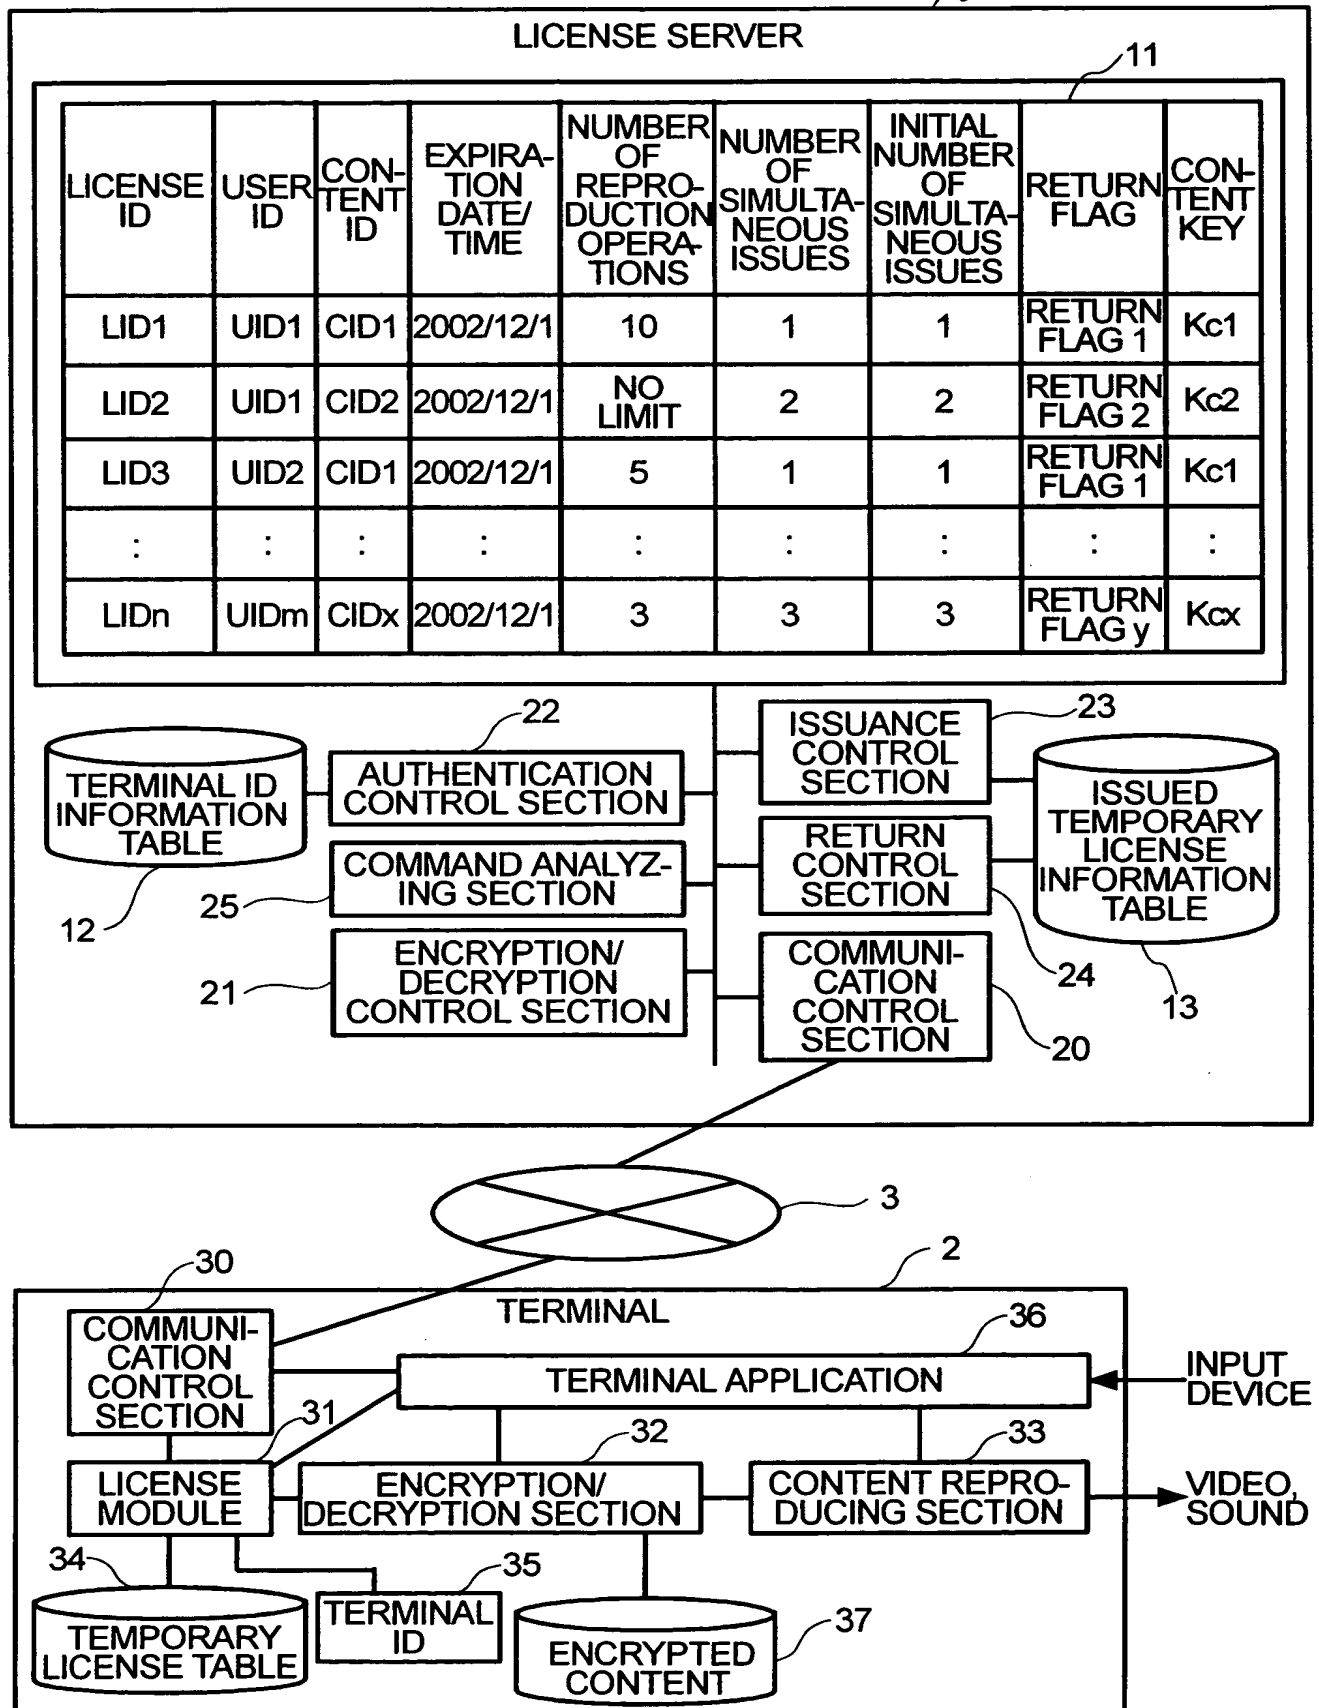 LICENSE SERVER
11
LICENSE ID
USER ID
CON-TENT ID
EXPIRA-TION DATE/ TIME
NUMBER OF REPRO-DUCTION OPERA-TIONS
NUMBER OF SIMULTA-NEOUS ISSUES
INITIAL NUMBER OF SIMULTA-NEOUS ISSUES
RETURN FLAG
CON-TENT KEY
LID1 UID1 CID1 2002/12/1 10 1 1 RETURN FLAG 1 Kc1
LID2 UID1 CID2 2002/12/1 NO LIMIT 2 2 RETURN FLAG 2 Kc2
LID3 UID2 CID1 2002/12/1 5 1 1 RETURN FLAG 1 Kc1
: : : : : : : : :
LIDn UIDm CIDx 2002/12/1 3 3 3 RETURN FLAG y Kcx
22
23
TERMINAL ID
INFORMATION
TABLE
12
AUTHENTICATION
CONTROL SECTION
COMMAND ANALYZ-
ING SECTION
25
ENCRYPTION/
DECRYPTION
CONTROL SECTION
21
ISSUANCE
CONTROL
SECTION
RETURN
CONTROL
SECTION
24
COMMUNI-
CATION
CONTROL
SECTION
20
ISSUED
TEMPORARY
LICENSE
INFORMATION
TABLE
13
3
2
TERMINAL
30
COMMUNI-
CATION
CONTROL
SECTION
36
TERMINAL APPLICATION
INPUT
DEVICE
31
LICENSE
MODULE
32
ENCRYPTION/
DECRYPTION SECTION
33
CONTENT REPRO-
DUCING SECTION
VIDEO,
SOUND
34
TEMPORARY
LICENSE TABLE
35
TERMINAL
ID
37
ENCRYPTED
CONTENT